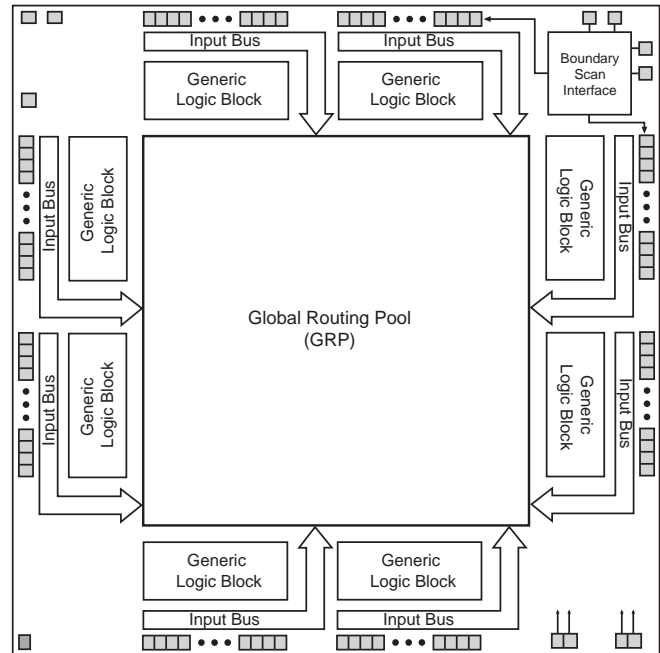 Input Bus
Input Bus
Generic
Logic Block
Generic
Logic Block
Boundary
Scan
Interface
Input Bus
Generic
Logic Block
Generic
Logic Block
Input Bus
Global Routing Pool
(GRP)
Input Bus
Generic
Logic Block
Generic
Logic Block
Input Bus
Generic
Logic Block
Generic
Logic Block
Input Bus
Input Bus